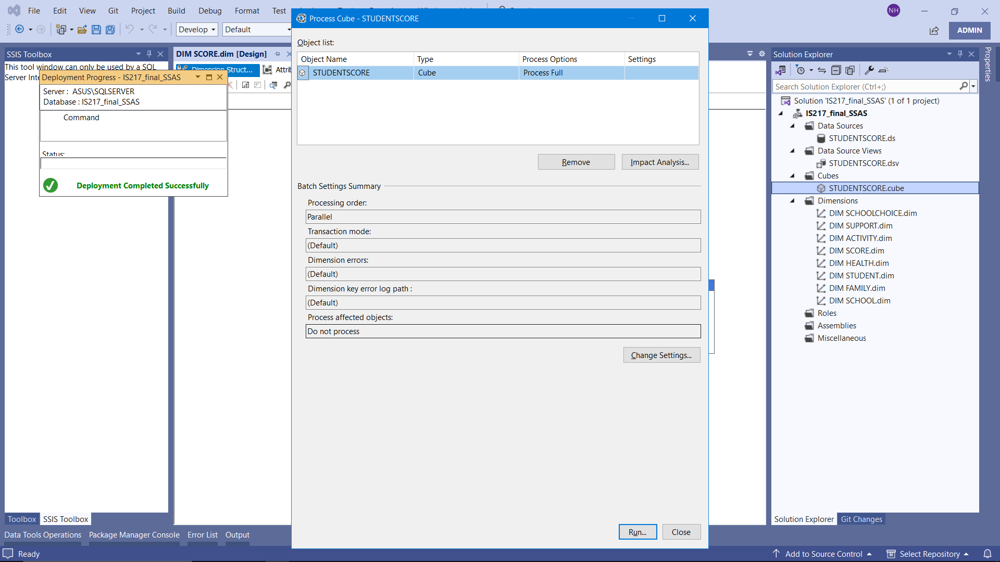 File Edit View Git Project Build Debug Format Test
NH
Develop Default
ADMIN
SSIS Toolbox
This tool window can only be used by a SQL
Server Inte
Deployment Progress - IS217_final_SSAS
Server : ASUS\SQLSERVER
Database : IS217_final_SSAS
Command
Status:
Deployment Completed Successfully
Toolbox SSIS Toolbox
DIM SCORE.dim [Design]
Dimension Struct... Attrib
Process Cube - STUDENTSCORE
Object list:
Object Name Type Process Options Settings
STUDENTSCORE Cube Process Full
Remove Impact Analysis...
Batch Settings Summary
Processing order:
Parallel
Transaction mode:
(Default)
Dimension errors:
(Default)
Dimension key error log path :
(Default)
Process affected objects:
Do not process
Change Settings...
Run... Close
Solution Explorer
Search Solution Explorer (Ctrl+;)
Solution 'IS217_final_SSAS' (1 of 1 project)
IS217_final_SSAS
Data Sources
STUDENTSCORE.ds
Data Source Views
STUDENTSCORE.dsv
Cubes
STUDENTSCORE.cube
Dimensions
DIM SCHOOLCHOICE.dim
DIM SUPPORT.dim
DIM ACTIVITY.dim
DIM SCORE.dim
DIM HEALTH.dim
DIM STUDENT.dim
DIM FAMILY.dim
DIM SCHOOL.dim
Roles
Assemblies
Miscellaneous
Solution Explorer Git Changes
Properties
Data Tools Operations Package Manager Console Error List Output
Ready
Add to Source Control Select Repository